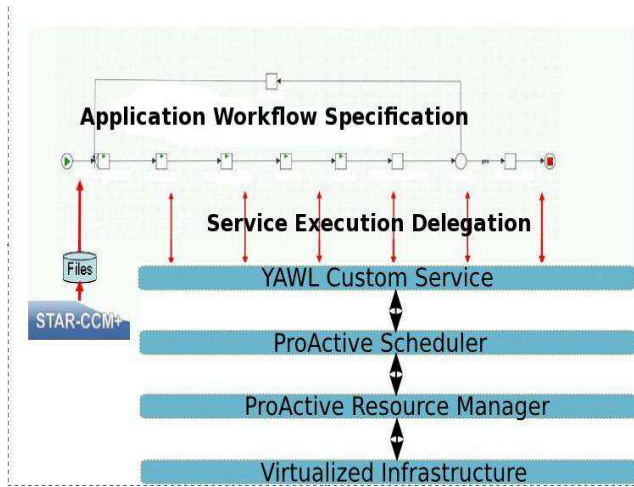 Application Workflow Specification
Service Execution Delegation
Files
YAWL Custom Service
STAR-CCM+
ProActive Scheduler
ProActive Resource Manager
Virtualized Infrastructure